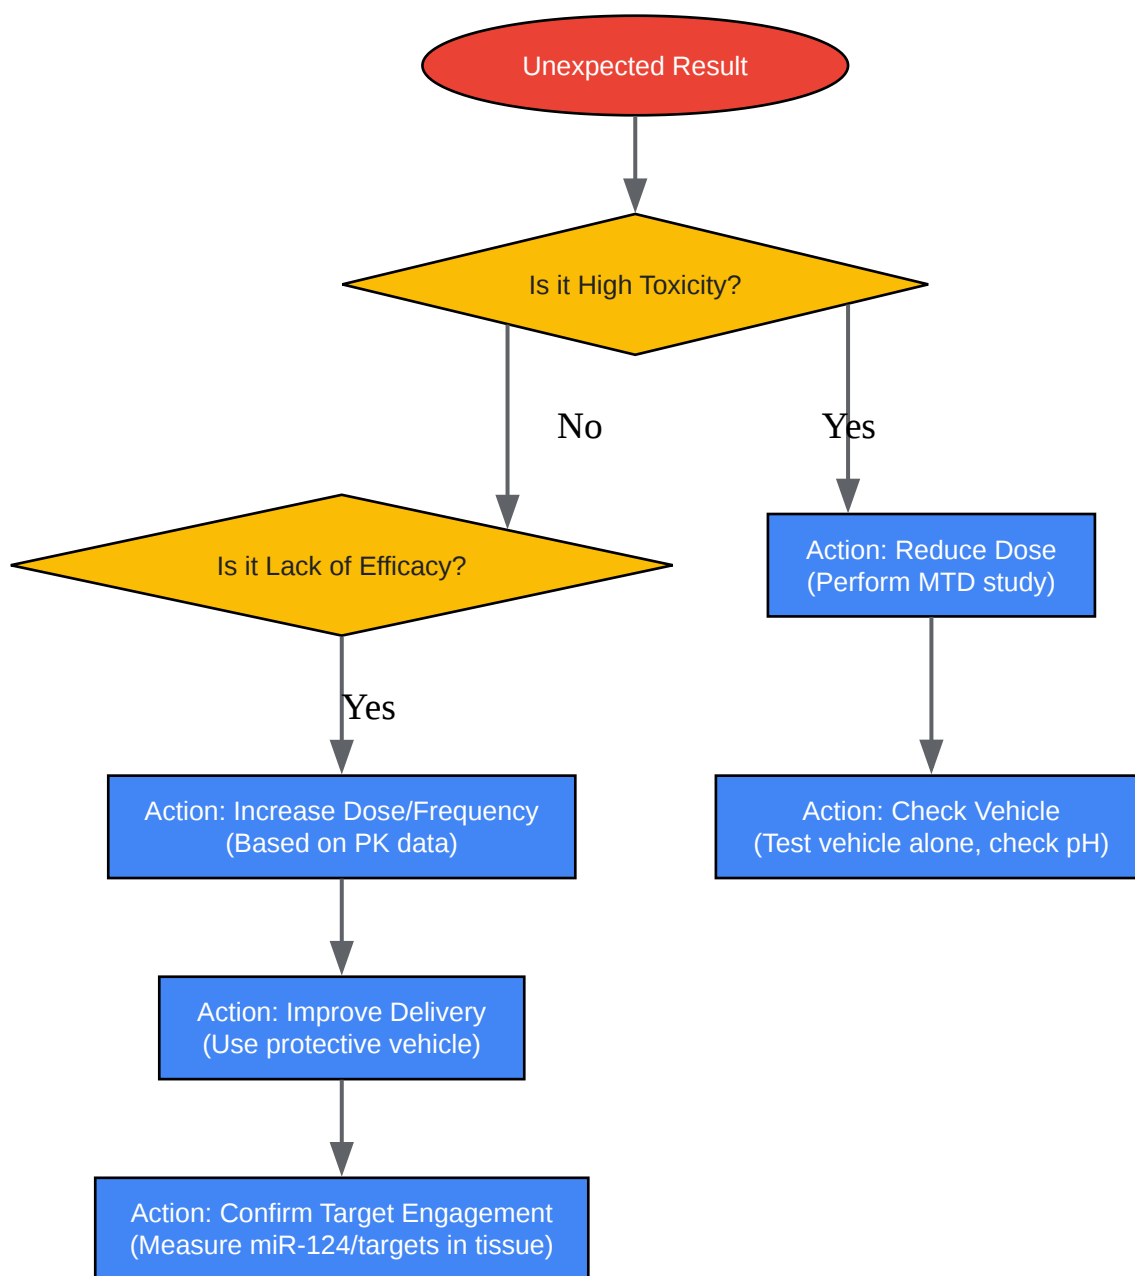 Unexpected Result
Is it High Toxicity?
No
Yes
Is it Lack of Efficacy?
Action: Reduce Dose
(Perform MTD study)
Yes
Action: Increase Dose/Frequency
(Based on PK data)
Action: Check Vehicle
(Test vehicle alone, check pH)
Action: Improve Delivery
(Use protective vehicle)
Action: Confirm Target Engagement
(Measure miR-124/targets in tissue)